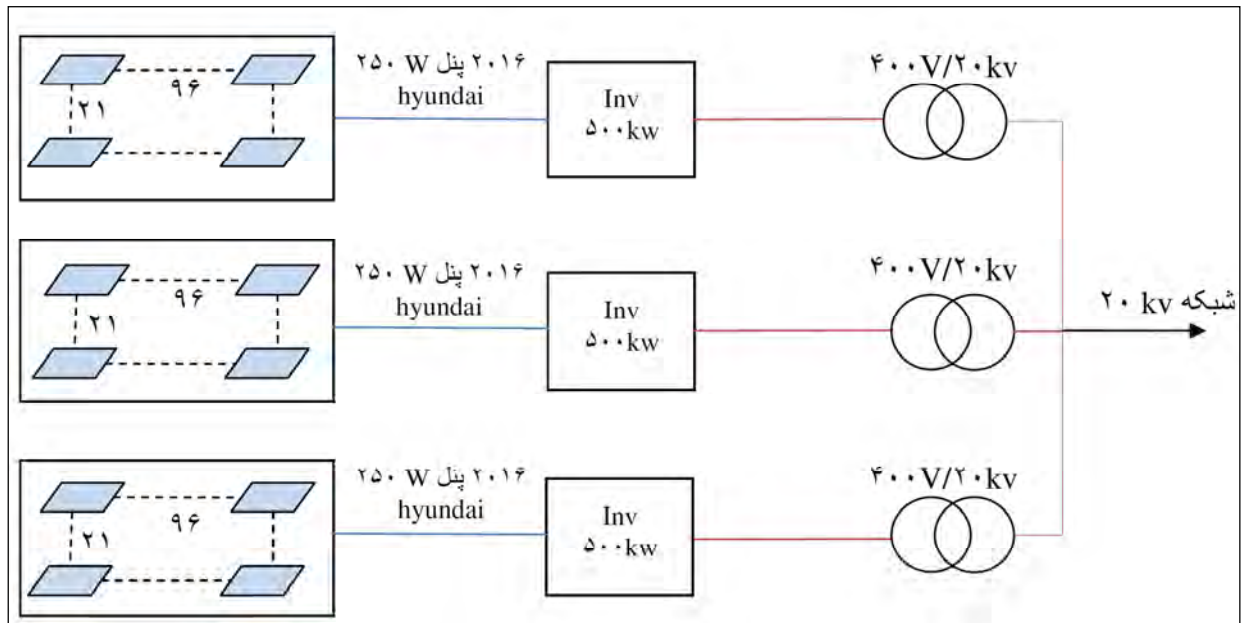 ۲۰۱۶ پنل ۲۵۰ W
hyundai
۹۶
۲۱
Inv
۵۰۰kw
۴۰۰V/۲۰kv
۲۰۱۶ پنل ۲۵۰ W
hyundai
۹۶
۲۱
Inv
۵۰۰kw
۴۰۰V/۲۰kv
شبکه ۲۰ kv
۲۰۱۶ پنل ۲۵۰ W
hyundai
۹۶
۲۱
Inv
۵۰۰kw
۴۰۰V/۲۰kv